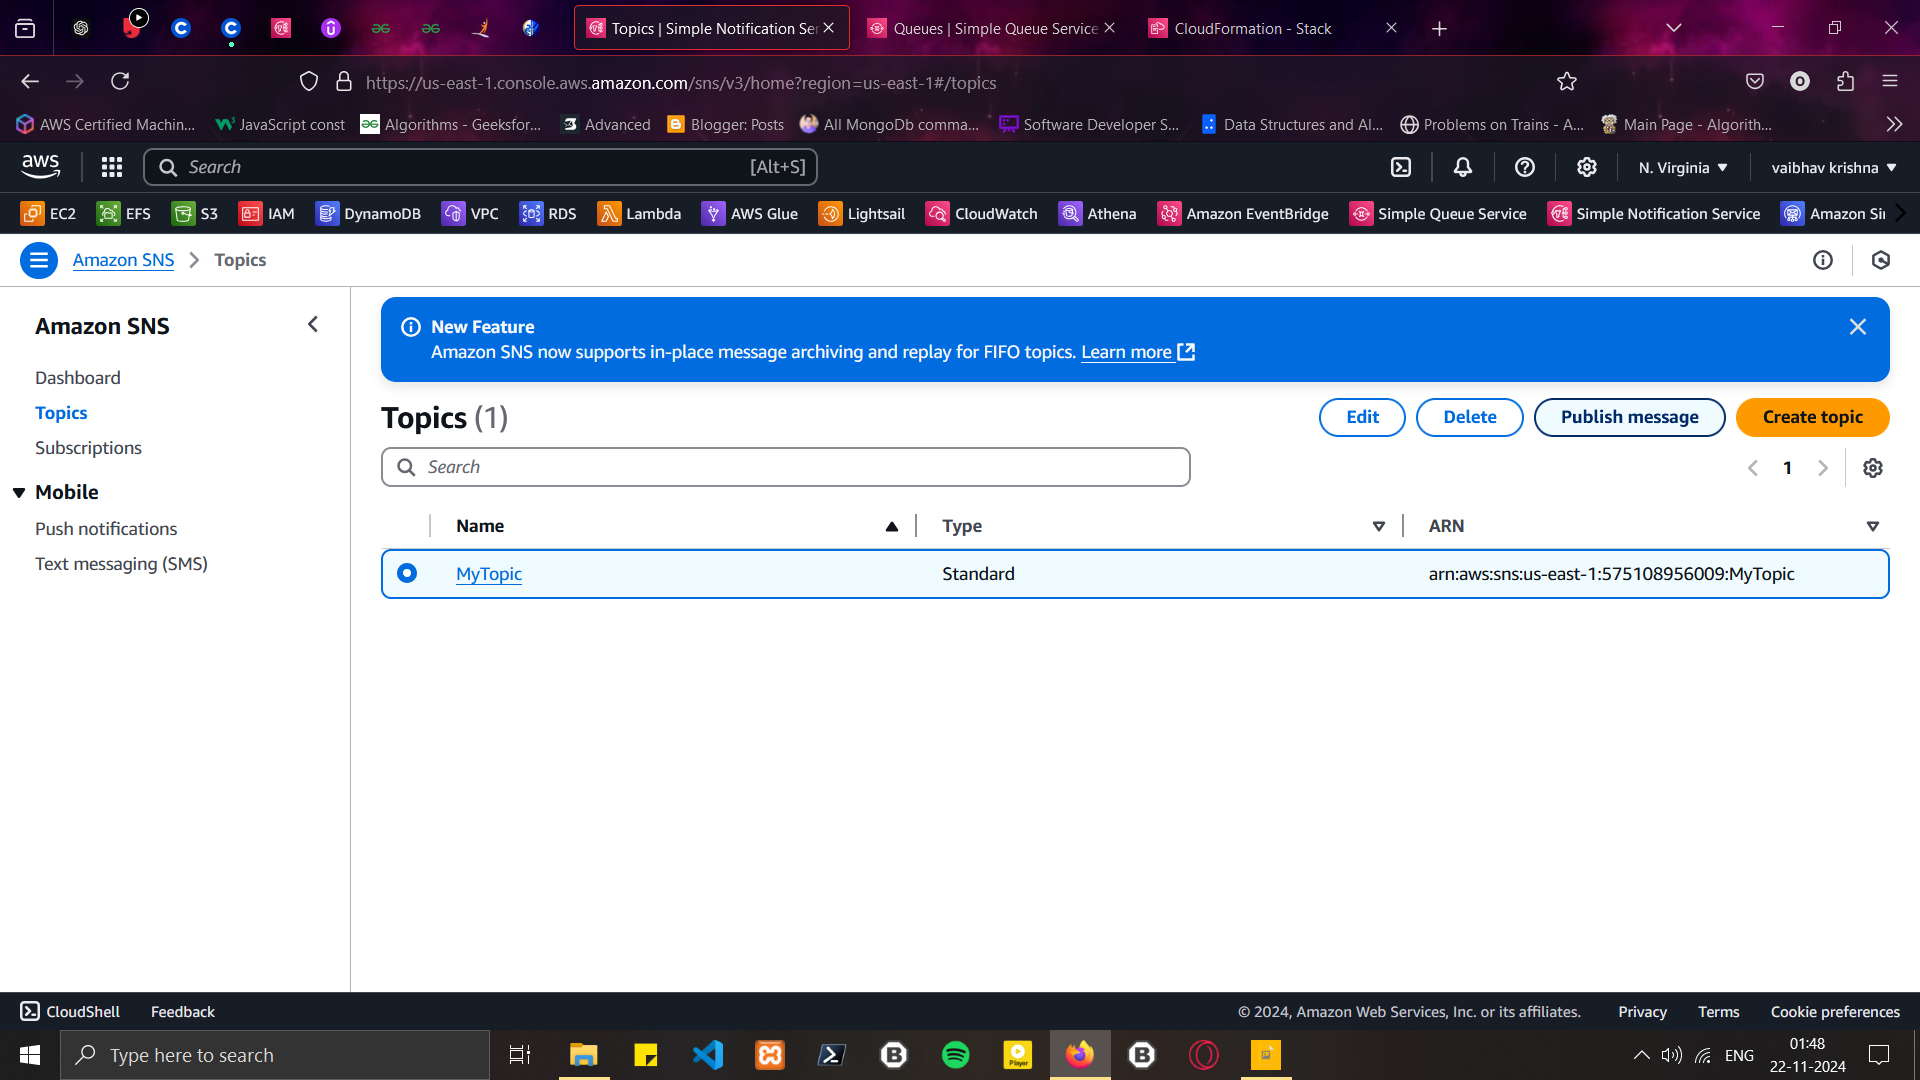 Topics | Simple Notification Ser
Queues | Simple Queue Service
CloudFormation - Stack
https://us-east-1.console.aws.amazon.com/sns/v3/home?region=us-east-1#/topics
AWS Certified Machin...
JavaScript const
Algorithms - Geeksfor...
Advanced
Blogger: Posts
All MongoDb comma...
Software Developer S...
Data Structures and Al...
Problems on Trains - A...
Main Page - Algorith...
aws
Search
[Alt+S]
N. Virginia
vaibhav krishna
EC2
EFS
S3
IAM
DynamoDB
VPC
RDS
Lambda
AWS Glue
Lightsail
CloudWatch
Athena
Amazon EventBridge
Simple Queue Service
Simple Notification Service
Amazon Si
Amazon SNS
Topics
Amazon SNS
Dashboard
Topics
Subscriptions
Mobile
Push notifications
Text messaging (SMS)
New Feature
Amazon SNS now supports in-place message archiving and replay for FIFO topics. Learn more
Topics (1)
Edit
Delete
Publish message
Create topic
Search
1
Name
Type
ARN
MyTopic
Standard
arn:aws:sns:us-east-1:575108956009:MyTopic
CloudShell
Feedback
© 2024, Amazon Web Services, Inc. or its affiliates.
Privacy
Terms
Cookie preferences
Type here to search
Player
ENG
01:48
22-11-2024